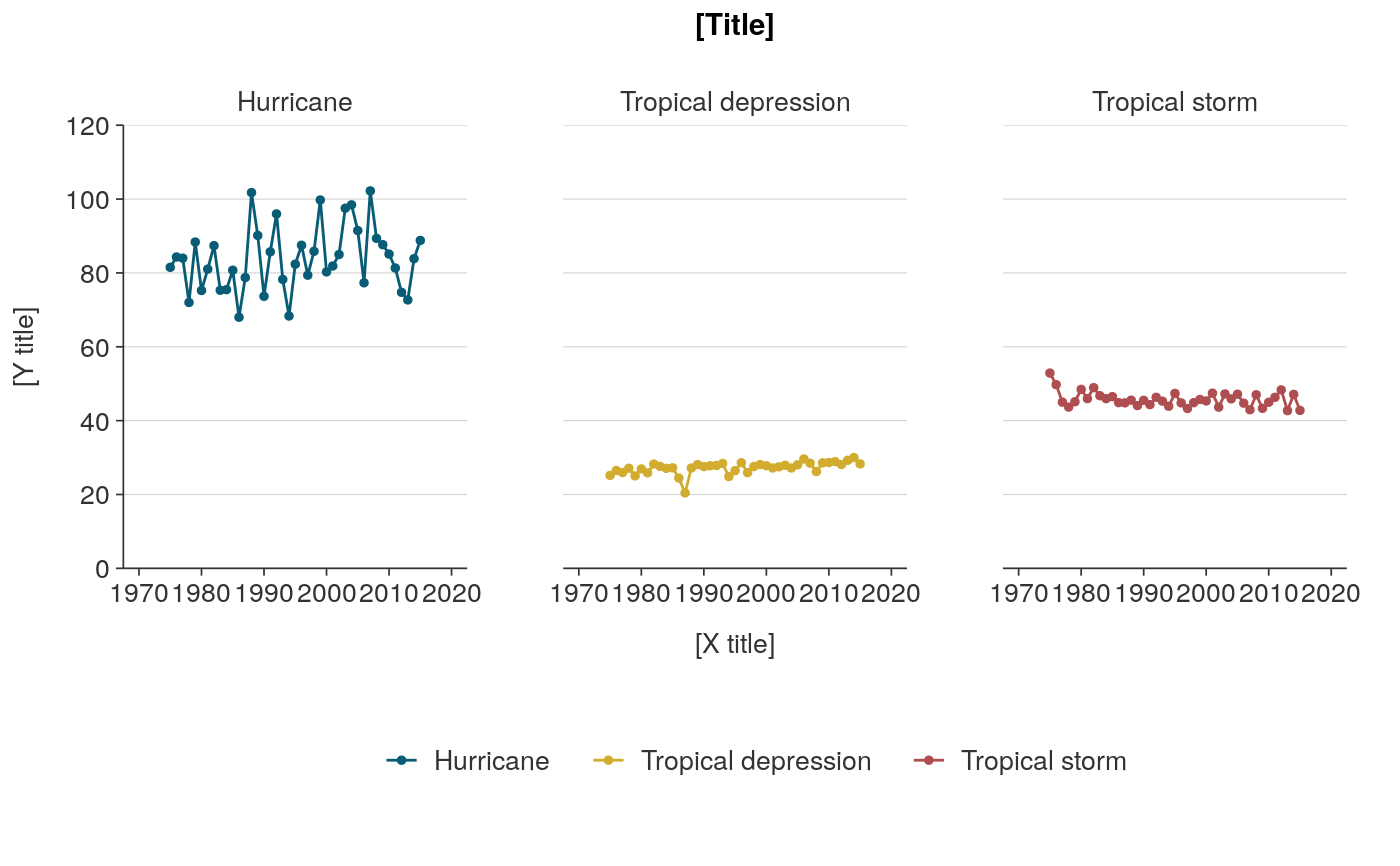 [Title]
Hurricane Tropical depression Tropical storm
120
100
80
60
40
20
0
[Y title]
1970 1980 1990 2000 2010 2020 1970 1980 1990 2000 2010 2020 1970 1980 1990 2000 2010 2020
[X title]
Hurricane Tropical depression Tropical storm